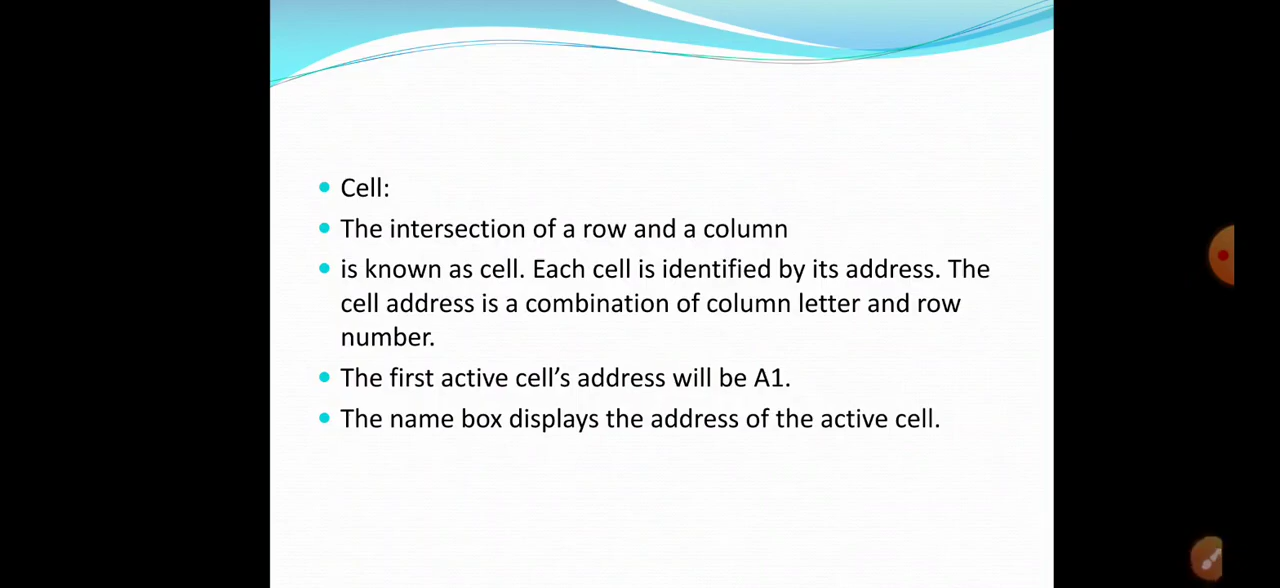 Cell:
The intersection of a row and a column
is known as cell. Each cell is identified by its address. The
cell address is a combination of column letter and row
number.
The first active cell’s address will be A1.
The name box displays the address of the active cell.